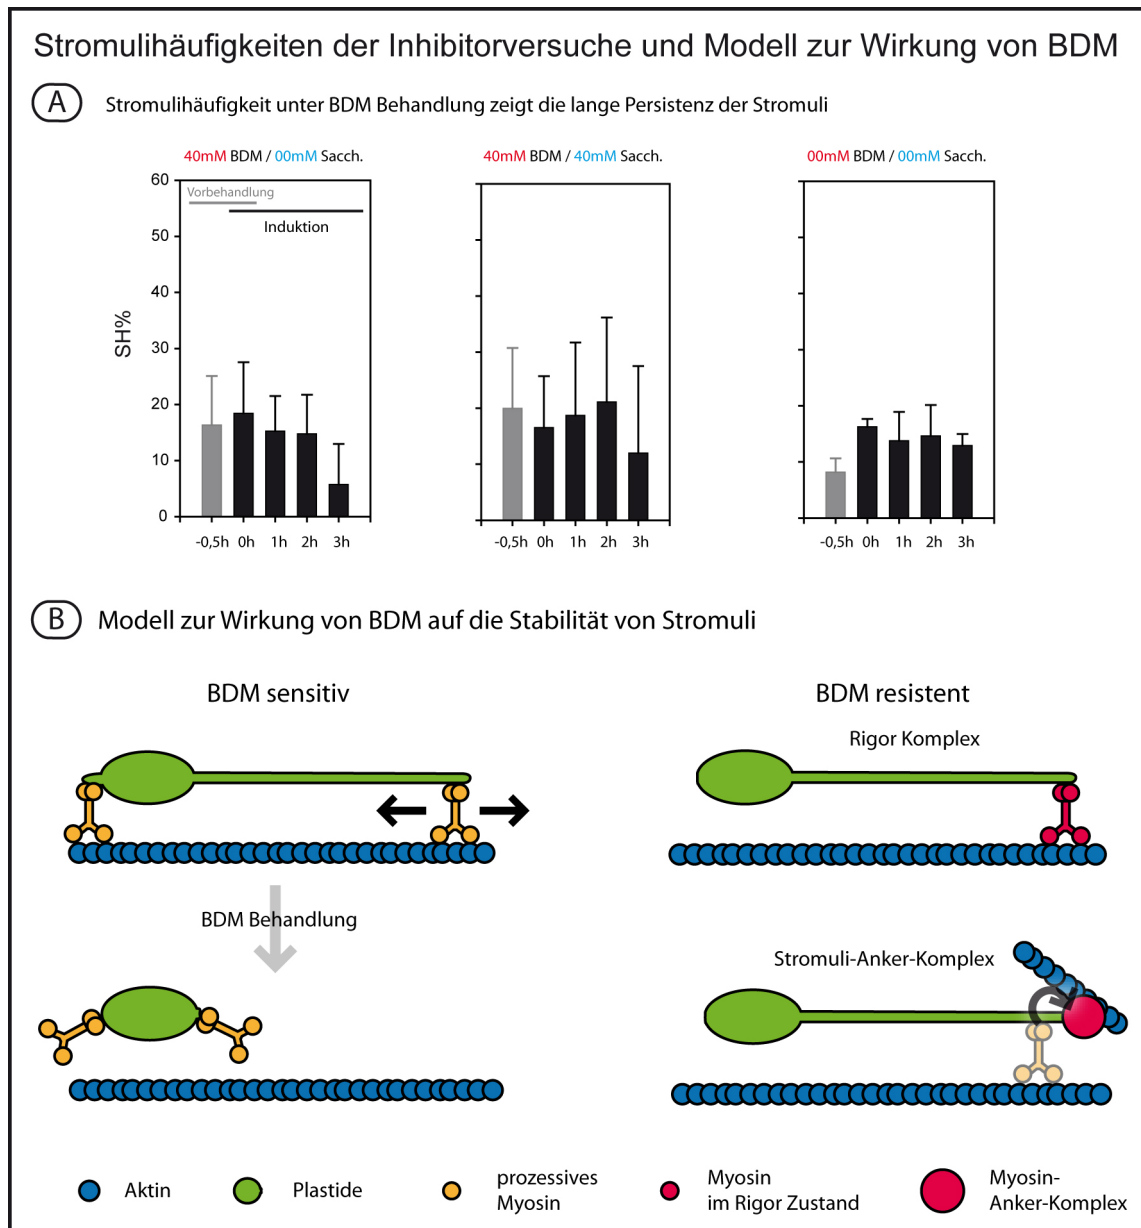 Stromulihäufigkeiten der Inhibitorversuche und Modell zur Wirkung von BDM
A
Stromulihäufigkeit unter BDM Behandlung zeigt die lange Persistenz der Stromuli
40mM BDM / 00mM Sacch.
40mM BDM / 40mM Sacch.
00mM BDM / 00mM Sacch.
60
50
40
30
20
10
0
SH%
Vorbehandlung
Induktion
-0,5h 0h 1h 2h 3h
-0,5h 0h 1h 2h 3h
-0,5h 0h 1h 2h 3h
B
Modell zur Wirkung von BDM auf die Stabilität von Stromuli
BDM sensitiv
BDM resistent
Rigor Komplex
BDM Behandlung
Stromuli-Anker-Komplex
Aktin
Plastide
prozessives
Myosin
Myosin
im Rigor Zustand
Myosin-
Anker-Komplex